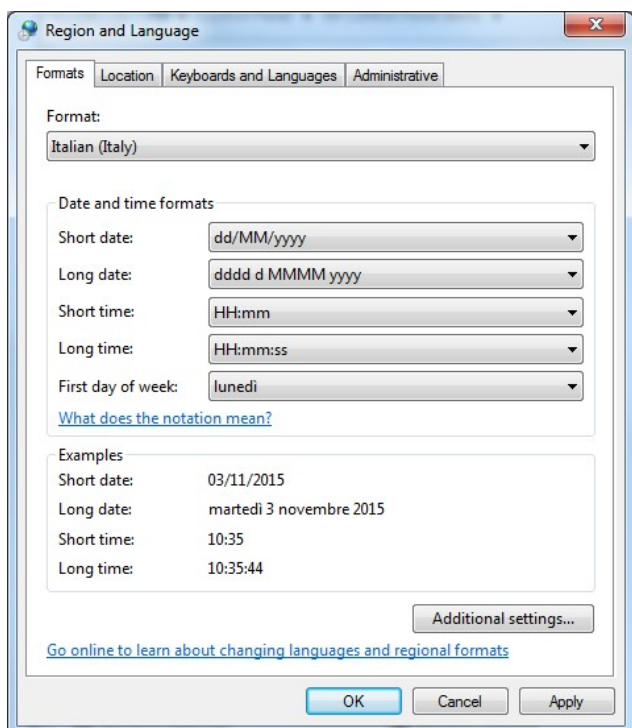 Region and Language
Formats Location Keyboards and Languages Administrative
Format:
Italian (Italy)
Date and time formats
Short date: dd/MM/yyyy
Long date: dddd d MMMM yyyy
Short time: HH:mm
Long time: HH:mm:ss
First day of week: lunedì
What does the notation mean?
Examples
Short date: 03/11/2015
Long date: martedì 3 novembre 2015
Short time: 10:35
Long time: 10:35:44
Additional settings...
Go online to learn about changing languages and regional formats
OK Cancel Apply